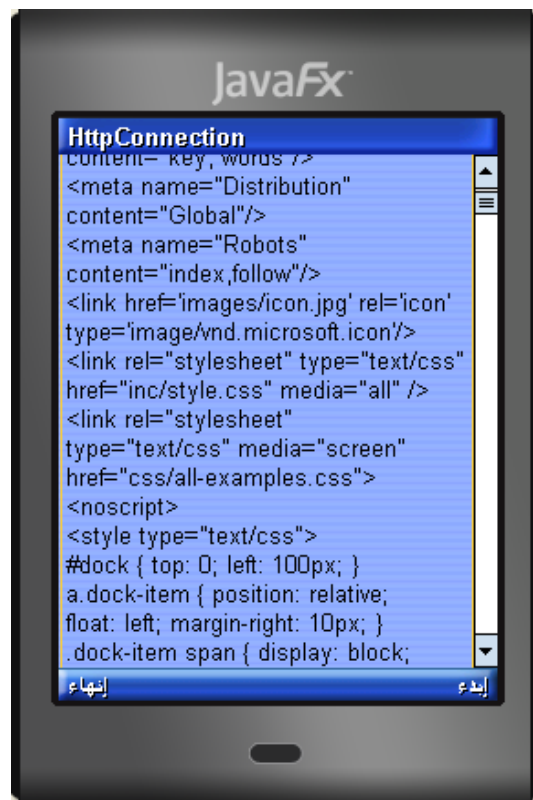 JavaFx
HttpConnection
content="key, words"/>
<meta name="Distribution"
content="Global"/>
<meta name="Robots"
content="index,follow"/>
<link href='images/icon.jpg' rel='icon'
type='image/vnd.microsoft.icon'/>
<link rel="stylesheet" type="text/css"
href="inc/style.css" media="all" />
<link rel="stylesheet"
type="text/css" media="screen"
href="css/all-examples.css">
<noscript>
<style type="text/css">
#dock { top: 0; left: 100px; }
a.dock-item { position: relative;
float: left; margin-right: 10px; }
.dock-item span { display: block;
إنهاء إبدء